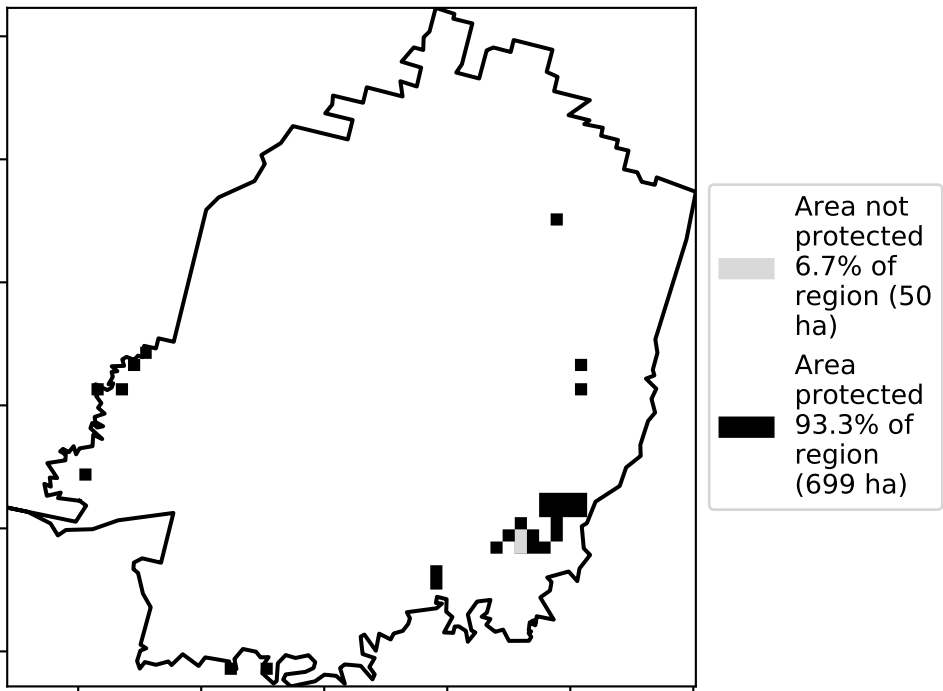 Area not
protected
6.7% of
region (50
ha)
Area
protected
93.3% of
region
(699 ha)